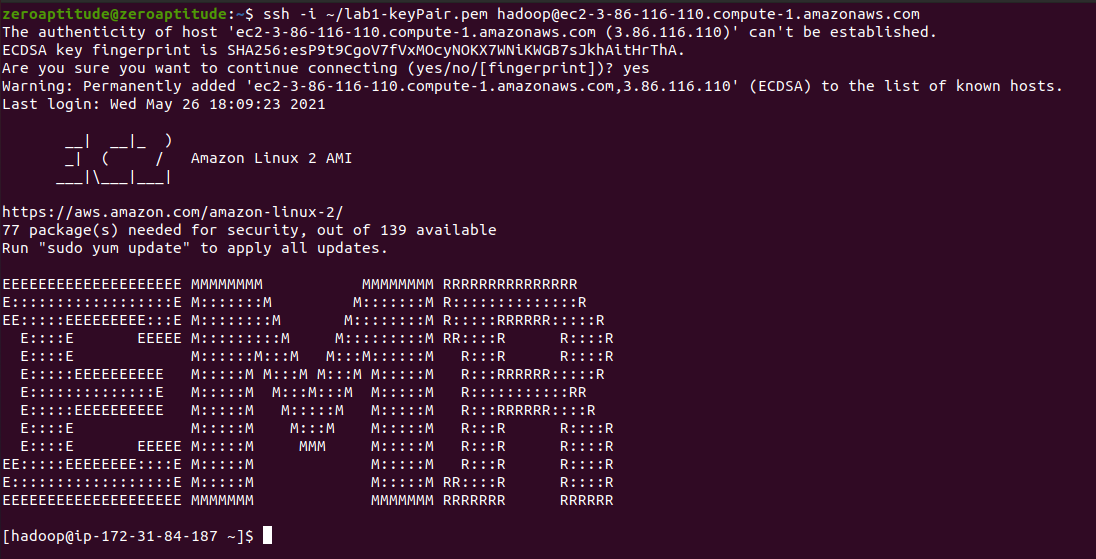 zeroaptitude@zeroaptitude:~$ ssh -i ~/lab1-keyPair.pem hadoop@ec2-3-86-116-110.compute-1.amazonaws.com
The authenticity of host 'ec2-3-86-116-110.compute-1.amazonaws.com (3.86.116.110)' can't be established.
ECDSA key fingerprint is SHA256:esP9t9CgoV7fVxMOcyNOKX7WNiKWGB7sJkhAitHrThA.
Are you sure you want to continue connecting (yes/no/[fingerprint])? yes
Warning: Permanently added 'ec2-3-86-116-110.compute-1.amazonaws.com,3.86.116.110' (ECDSA) to the list of known hosts.
Last login: Wed May 26 18:09:23 2021

       __|  __|_  )
       _|  (     /   Amazon Linux 2 AMI
      ___|\___|___|

https://aws.amazon.com/amazon-linux-2/
77 package(s) needed for security, out of 139 available
Run "sudo yum update" to apply all updates.

EEEEEEEEEEEEEEEEEEEE MMMMMMMM           MMMMMMMM RRRRRRRRRRRRRRR
E::::::::::::::::::E M:::::::M         M:::::::M R::::::::::::::R
EE:::::EEEEEEEEE:::E M::::::::M       M::::::::M R:::::RRRRRR:::::R
  E::::E       EEEEE M:::::::::M     M:::::::::M RR::::R      R::::R
  E::::E             M::::::M:::M   M:::M::::::M   R:::R      R::::R
  E:::::EEEEEEEEEE   M:::::M M:::M M:::M M:::::M   R:::RRRRRR:::::R
  E::::::::::::::E   M:::::M  M:::M:::M  M:::::M   R:::::::::::RR
  E:::::EEEEEEEEEE   M:::::M   M:::::M   M:::::M   R:::RRRRRR::::R
  E::::E             M:::::M    M:::M    M:::::M   R:::R      R::::R
  E::::E       EEEEE M:::::M     MMM     M:::::M   R:::R      R::::R
EE:::::EEEEEEEE::::E M:::::M             M:::::M   R:::R      R::::R
E::::::::::::::::::E M:::::M             M:::::M RR::::R      R::::R
EEEEEEEEEEEEEEEEEEEE MMMMMMM             MMMMMMM RRRRRRR      RRRRRR

[hadoop@ip-172-31-84-187 ~]$